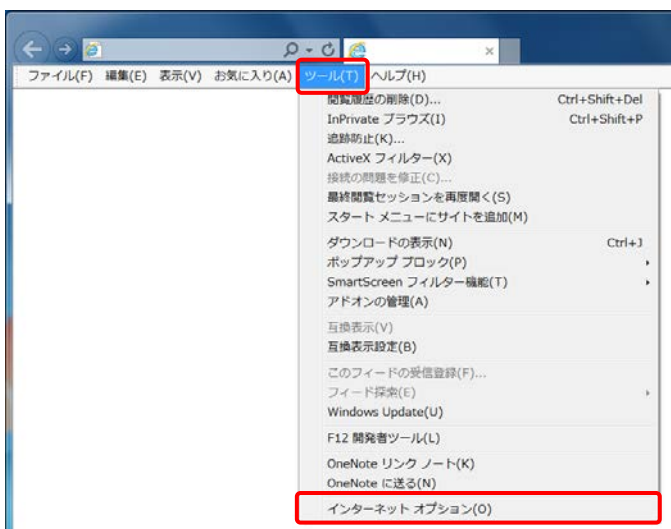 ファイル(F) 編集(E) 表示(V) お気に入り(A) ツール(T) ヘルプ(H)
閲覧履歴の削除(D)... Ctrl+Shift+Del
InPrivate ブラウズ(I) Ctrl+Shift+P
追跡防止(K)...
ActiveX フィルター(X)
接続の問題を修正(C)...
最終閲覧セッションを再度開く(S)
スタート メニューにサイトを追加(M)
ダウンロードの表示(N) Ctrl+J
ポップアップ ブロック(P)
SmartScreen フィルター機能(T)
アドオンの管理(A)
互換表示(V)
互換表示設定(B)
このフィードの受信登録(F)...
フィード探索(E)
Windows Update(U)
F12 開発者ツール(L)
OneNote リンク ノート(K)
OneNote に送る(N)
インターネット オプション(O)